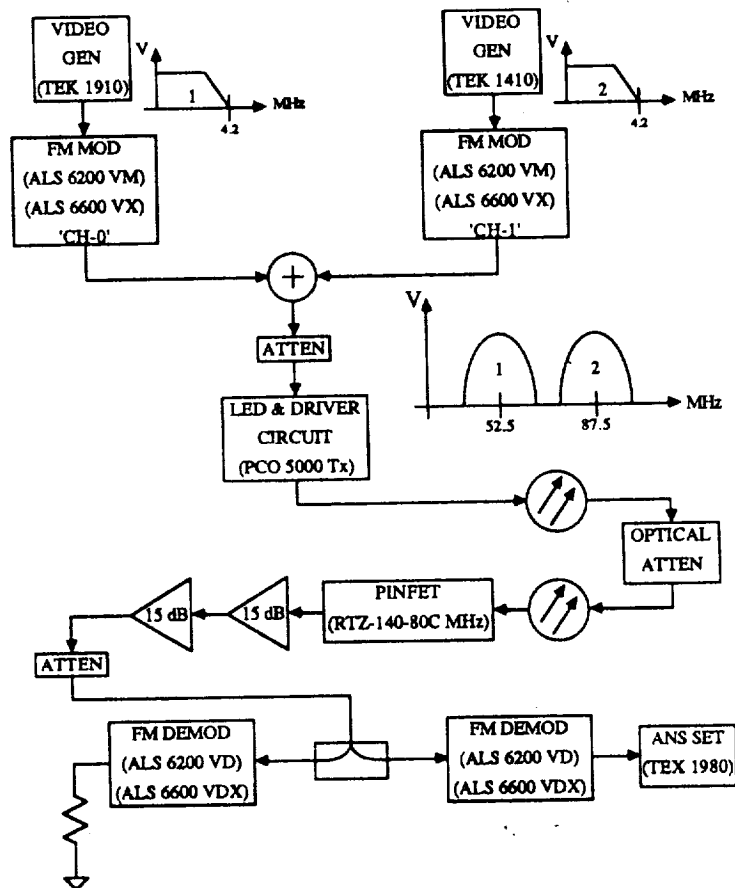 VIDEO
GEN
(TEK 1910)
V
1
4.2
MHz
VIDEO
GEN
(TEK 1410)
V
2
4.2
MHz
FM MOD
(ALS 6200 VM)
(ALS 6600 VX)
'CH-0'
FM MOD
(ALS 6200 VM)
(ALS 6600 VX)
'CH-1'
+
ATTEN
V
1
2
52.5
87.5
MHz
LED & DRIVER
CIRCUIT
(PCO 5000 Tx)
OPTICAL
ATTEN
15 dB
15 dB
PINFET
(RTZ-140-80C MHz)
ATTEN
FM DEMOD
(ALS 6200 VD)
(ALS 6600 VDX)
FM DEMOD
(ALS 6200 VD)
(ALS 6600 VDX)
ANS SET
(TEX 1980)